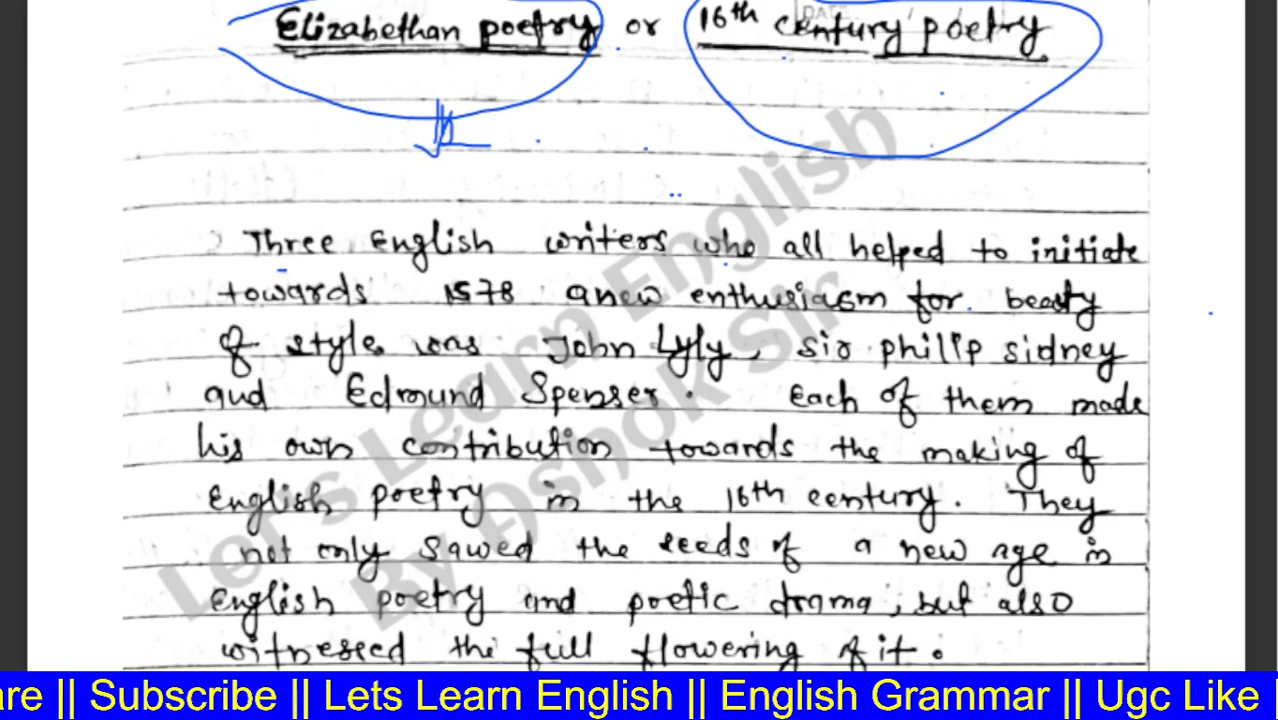 Elizabethan poetry or 16th century poetry
Three English writers who all helped to initiate
towards 1578 a new enthusiasm for beauty
of style was John Lyly, Sir Philip Sidney
and Edmund Spenser. Each of them made
his own contribution towards the making of
English poetry in the 16th century. They
not only sawed the seeds of a new age in
English poetry and poetic drama, but also
witnessed the full flowering of it.
Let's Learn English
By Ashok Sir
are || Subscribe || Lets Learn English || English Grammar || Ugc Like